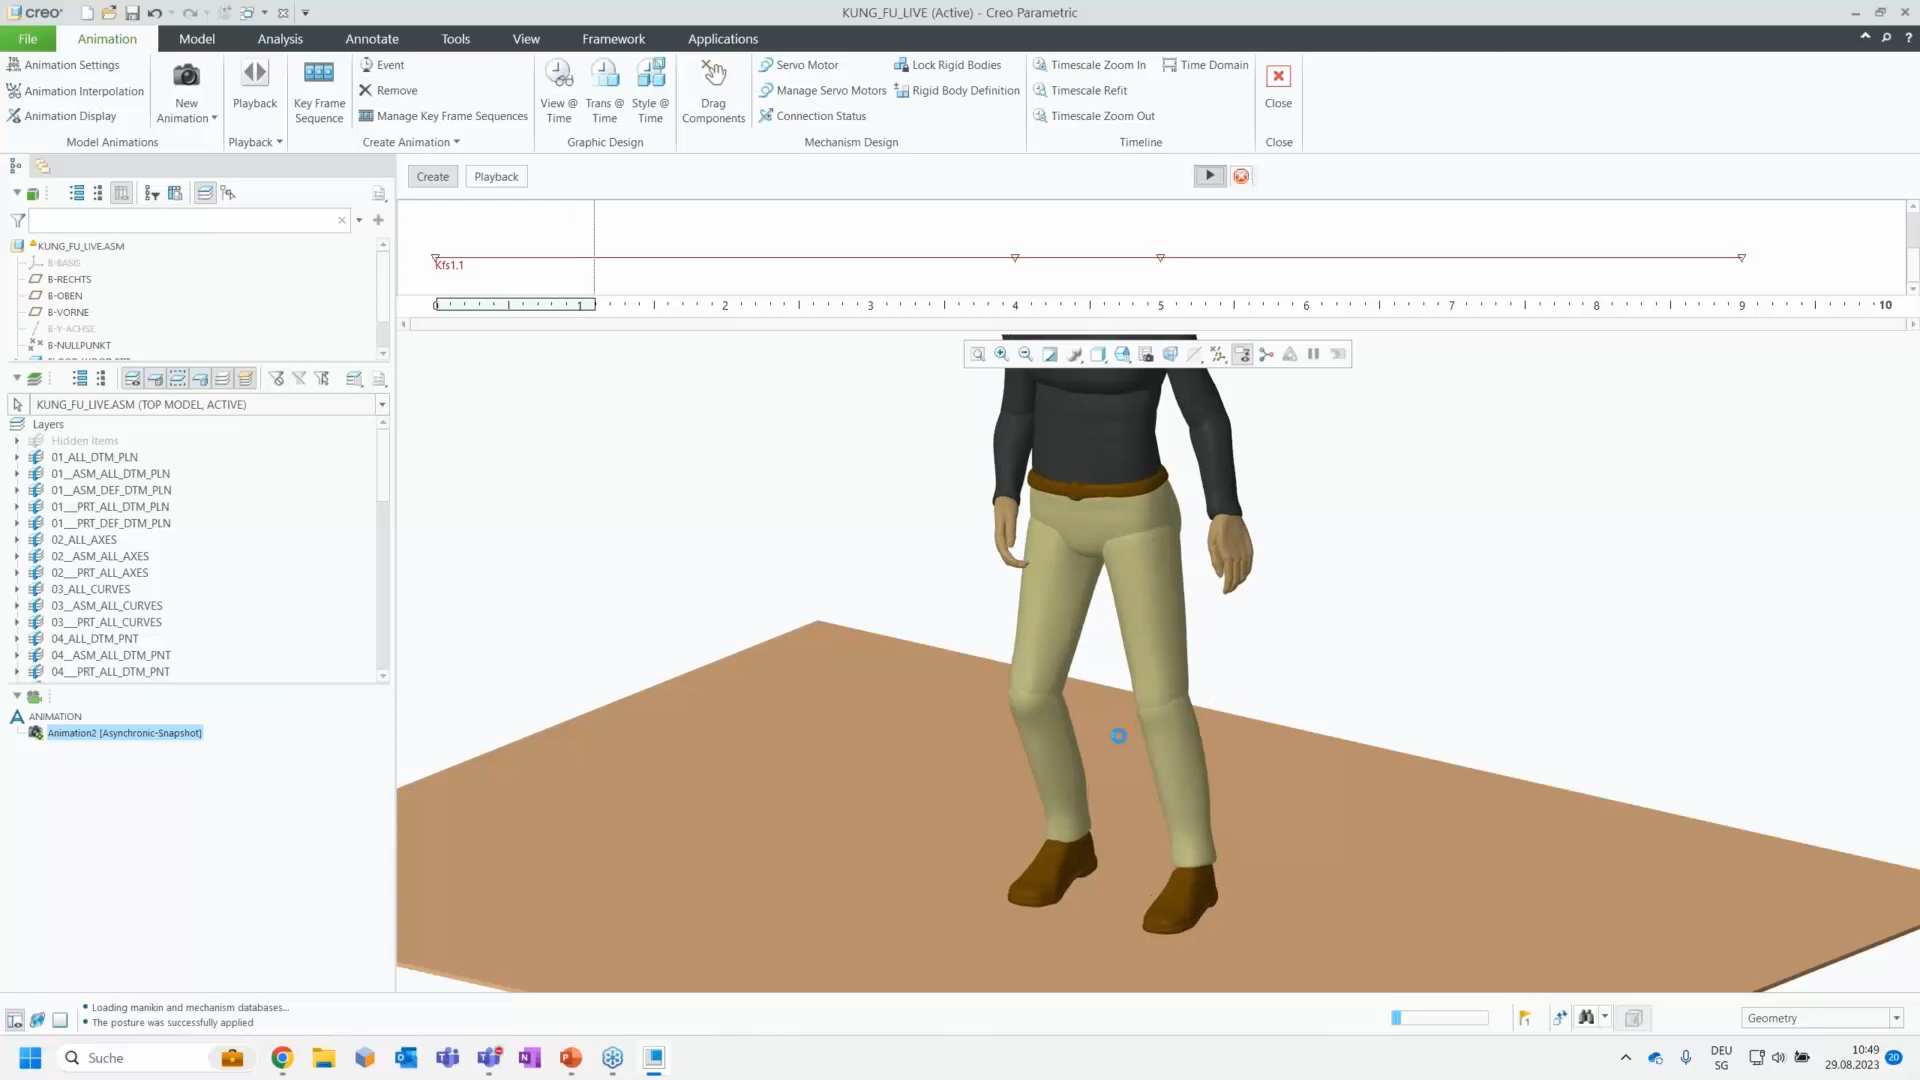 creo
KUNG_FU_LIVE (Active) - Creo Parametric
File Animation Model Analysis Annotate Tools View Framework Applications
Animation Settings
Animation Interpolation
Animation Display
New Animation
Model Animations
Playback
Playback
Key Frame Sequence
Event
Remove
Manage Key Frame Sequences
Create Animation
View @ Time
Trans @ Time
Style @ Time
Graphic Design
Drag Components
Servo Motor
Manage Servo Motors
Connection Status
Lock Rigid Bodies
Rigid Body Definition
Mechanism Design
Timescale Zoom In
Timescale Refit
Timescale Zoom Out
Time Domain
Timeline
Close
Close
Create Playback
Kfs1.1
0 1 2 3 4 5 6 7 8 9 10
KUNG_FU_LIVE.ASM
B-BASIS
B-RECHTS
B-OBEN
B-VORNE
B-Y-ACHSE
B-NULLPUNKT
KUNG_FU_LIVE.ASM (TOP MODEL, ACTIVE)
Layers
Hidden Items
01_ALL_DTM_PLN
01__ASM_ALL_DTM_PLN
01__ASM_DEF_DTM_PLN
01___PRT_ALL_DTM_PLN
01___PRT_DEF_DTM_PLN
02_ALL_AXES
02__ASM_ALL_AXES
02___PRT_ALL_AXES
03_ALL_CURVES
03__ASM_ALL_CURVES
03___PRT_ALL_CURVES
04_ALL_DTM_PNT
04__ASM_ALL_DTM_PNT
04___PRT_ALL_DTM_PNT
ANIMATION
Animation2 [Asynchronic-Snapshot]
• Loading manikin and mechanism databases...
• The posture was successfully applied
1
Geometry
Suche
DEU
SG
10:49
29.08.2023
20